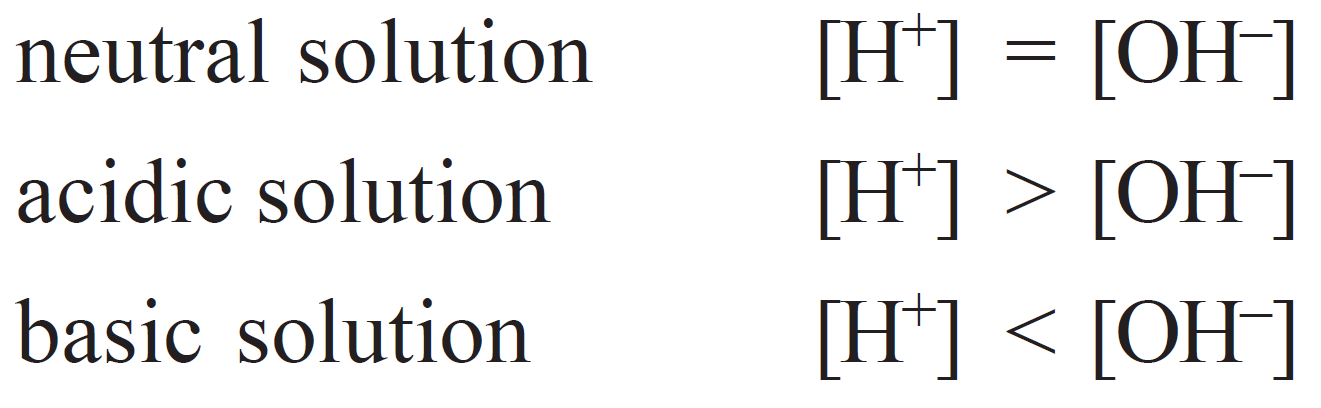 neutral solution [H⁺] = [OH⁻]
acidic solution [H⁺] > [OH⁻]
basic solution [H⁺] < [OH⁻]